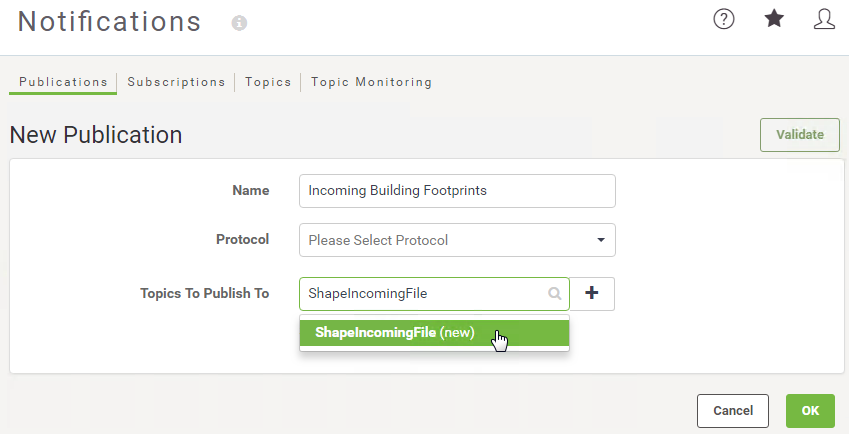 Notifications
Publications Subscriptions Topics Topic Monitoring
New Publication
Validate
Name Incoming Building Footprints
Protocol Please Select Protocol
Topics To Publish To ShapeIncomingFile
ShapeIncomingFile (new)
Cancel OK